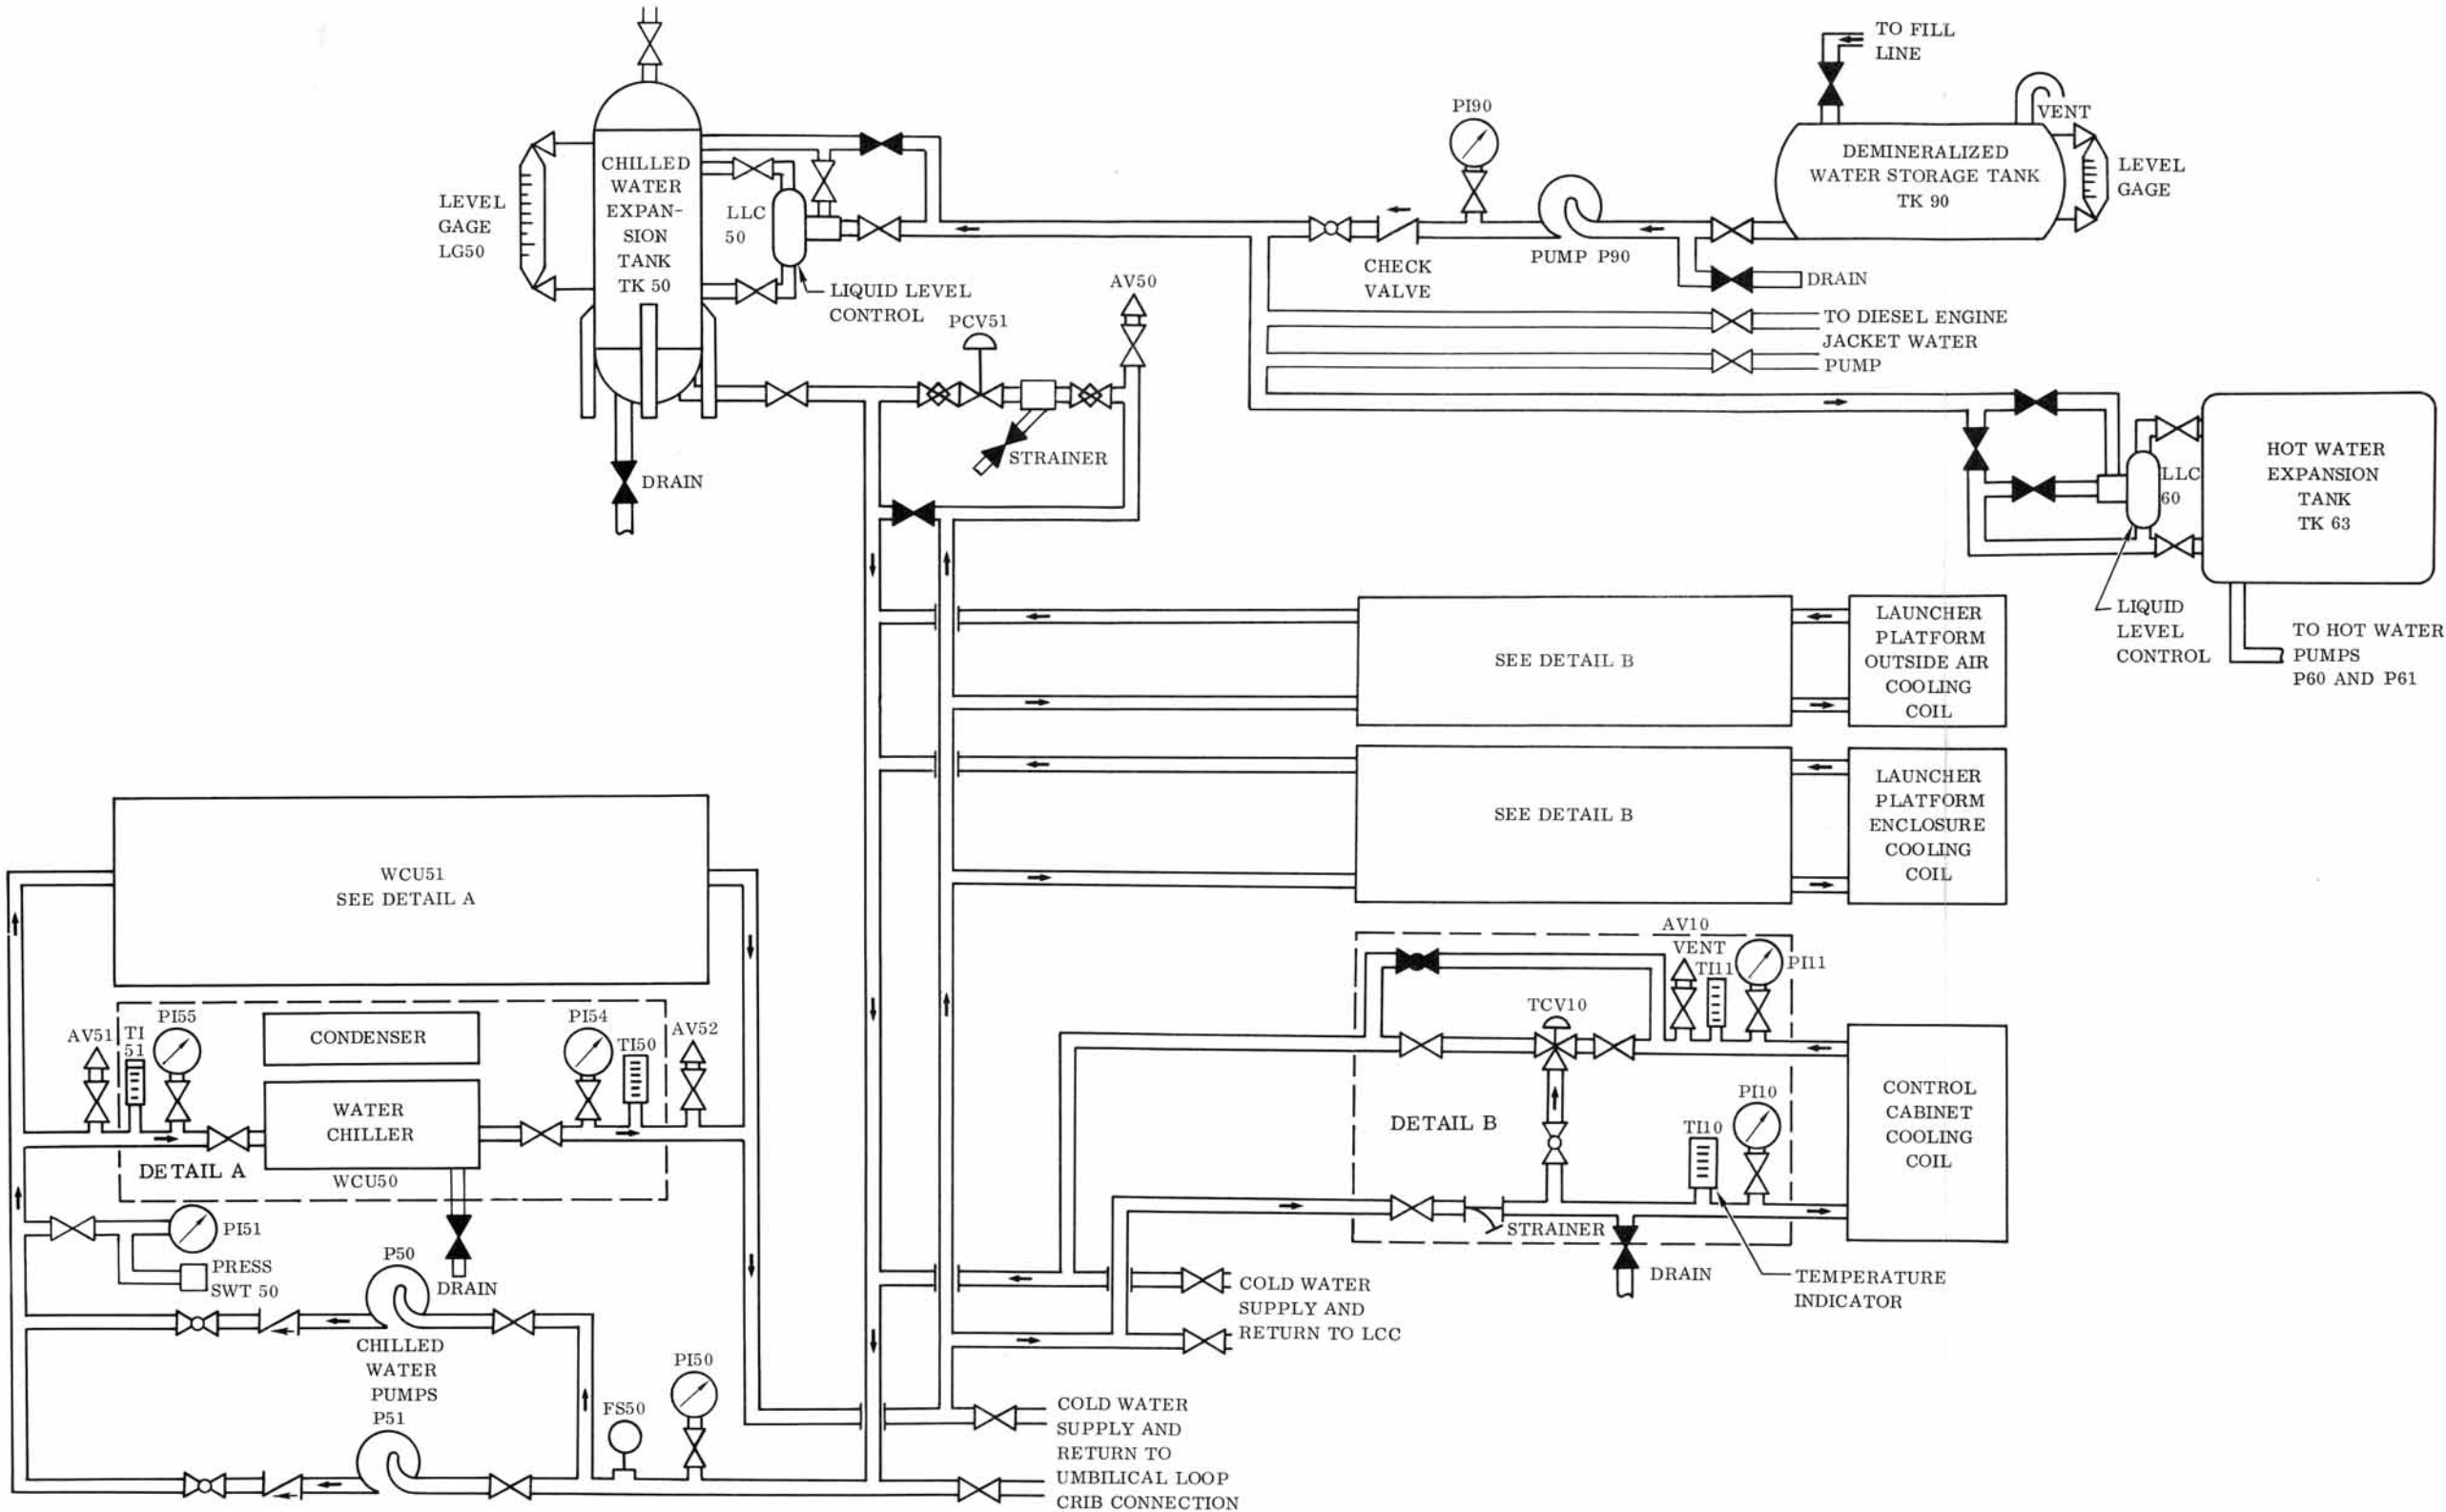 TO FILL
LINE
VENT
DEMINERALIZED
WATER STORAGE TANK
TK 90
LEVEL
GAGE
PI90
PUMP P90
CHECK
VALVE
DRAIN
TO DIESEL ENGINE
JACKET WATER
PUMP
CHILLED
WATER
EXPAN-
SION
TANK
TK 50
LEVEL
GAGE
LG50
LLC
50
LIQUID LEVEL
CONTROL
PCV51
AV50
STRAINER
DRAIN
HOT WATER
EXPANSION
TANK
TK 63
LLC
60
LIQUID
LEVEL
CONTROL
TO HOT WATER
PUMPS
P60 AND P61
SEE DETAIL B
LAUNCHER
PLATFORM
OUTSIDE AIR
COOLING
COIL
SEE DETAIL B
LAUNCHER
PLATFORM
ENCLOSURE
COOLING
COIL
WCU51
SEE DETAIL A
AV51
TI
51
PI55
CONDENSER
PI54
TI50
AV52
WATER
CHILLER
DETAIL A
WCU50
PI51
PRESS
SWT 50
P50
DRAIN
CHILLED
WATER
PUMPS
P51
FS50
PI50
AV10
VENT
TI11
PI11
TCV10
DETAIL B
TI10
PI10
STRAINER
DRAIN
CONTROL
CABINET
COOLING
COIL
TEMPERATURE
INDICATOR
COLD WATER
SUPPLY AND
RETURN TO LCC
COLD WATER
SUPPLY AND
RETURN TO
UMBILICAL LOOP
CRIB CONNECTION